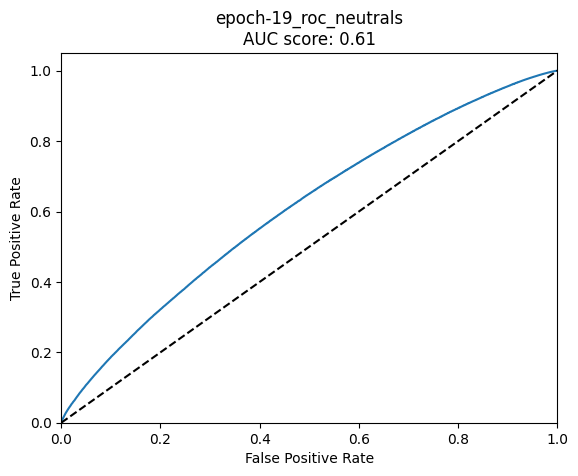 epoch-19_roc_neutrals
AUC score: 0.61
1.0
0.8
0.6
0.4
0.2
0.0
True Positive Rate
0.0 0.2 0.4 0.6 0.8 1.0
False Positive Rate